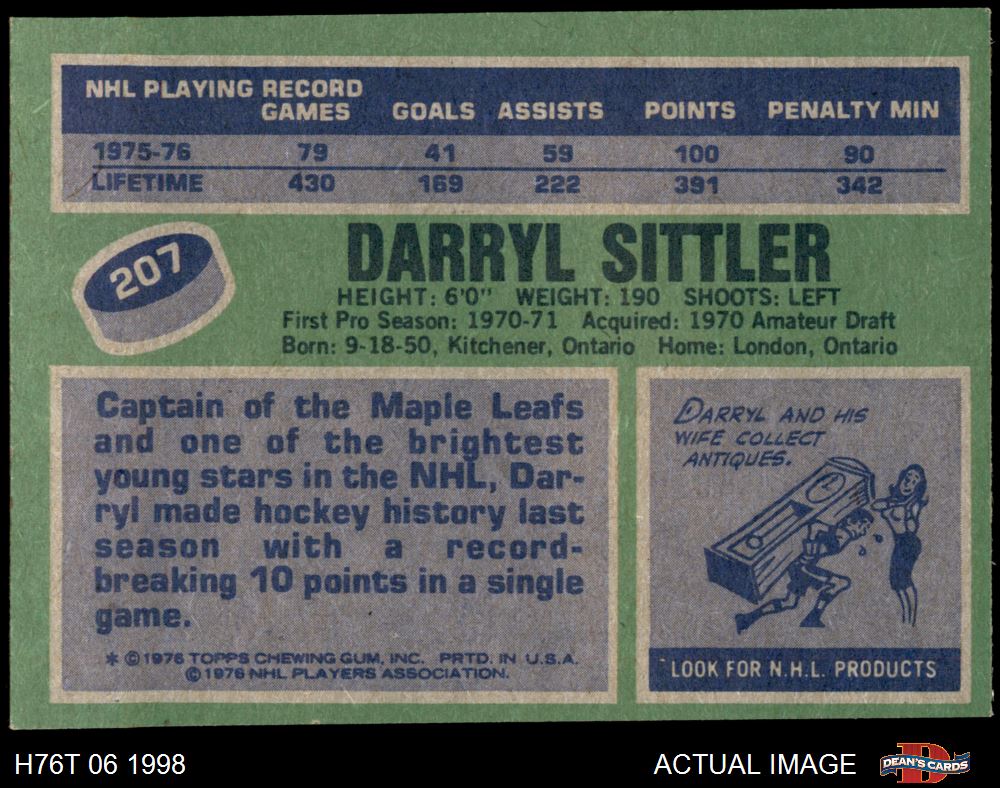 NHL PLAYING RECORD
GAMES GOALS ASSISTS POINTS PENALTY MIN
1975-76 79 41 59 100 90
LIFETIME 430 169 222 391 342
207
DARRYL SITTLER
HEIGHT: 6'0" WEIGHT: 190 SHOOTS: LEFT
First Pro Season: 1970-71 Acquired: 1970 Amateur Draft
Born: 9-18-50, Kitchener, Ontario Home: London, Ontario
Captain of the Maple Leafs
and one of the brightest
young stars in the NHL, Dar-
ryl made hockey history last
season with a record-
breaking 10 points in a single
game.
* © 1976 TOPPS CHEWING GUM, INC. PRTD. IN U.S.A.
© 1976 NHL PLAYERS ASSOCIATION.
DARRYL AND HIS
WIFE COLLECT
ANTIQUES.
LOOK FOR N.H.L. PRODUCTS
H76T 06 1998
ACTUAL IMAGE
DEAN'S CARDS